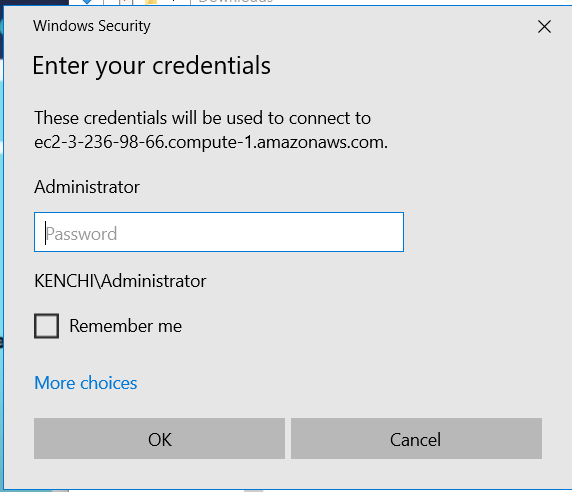 Downloads
Windows Security
Enter your credentials
These credentials will be used to connect to
ec2-3-236-98-66.compute-1.amazonaws.com.
Administrator
Password
KENCHI\Administrator
Remember me
More choices
OK
Cancel